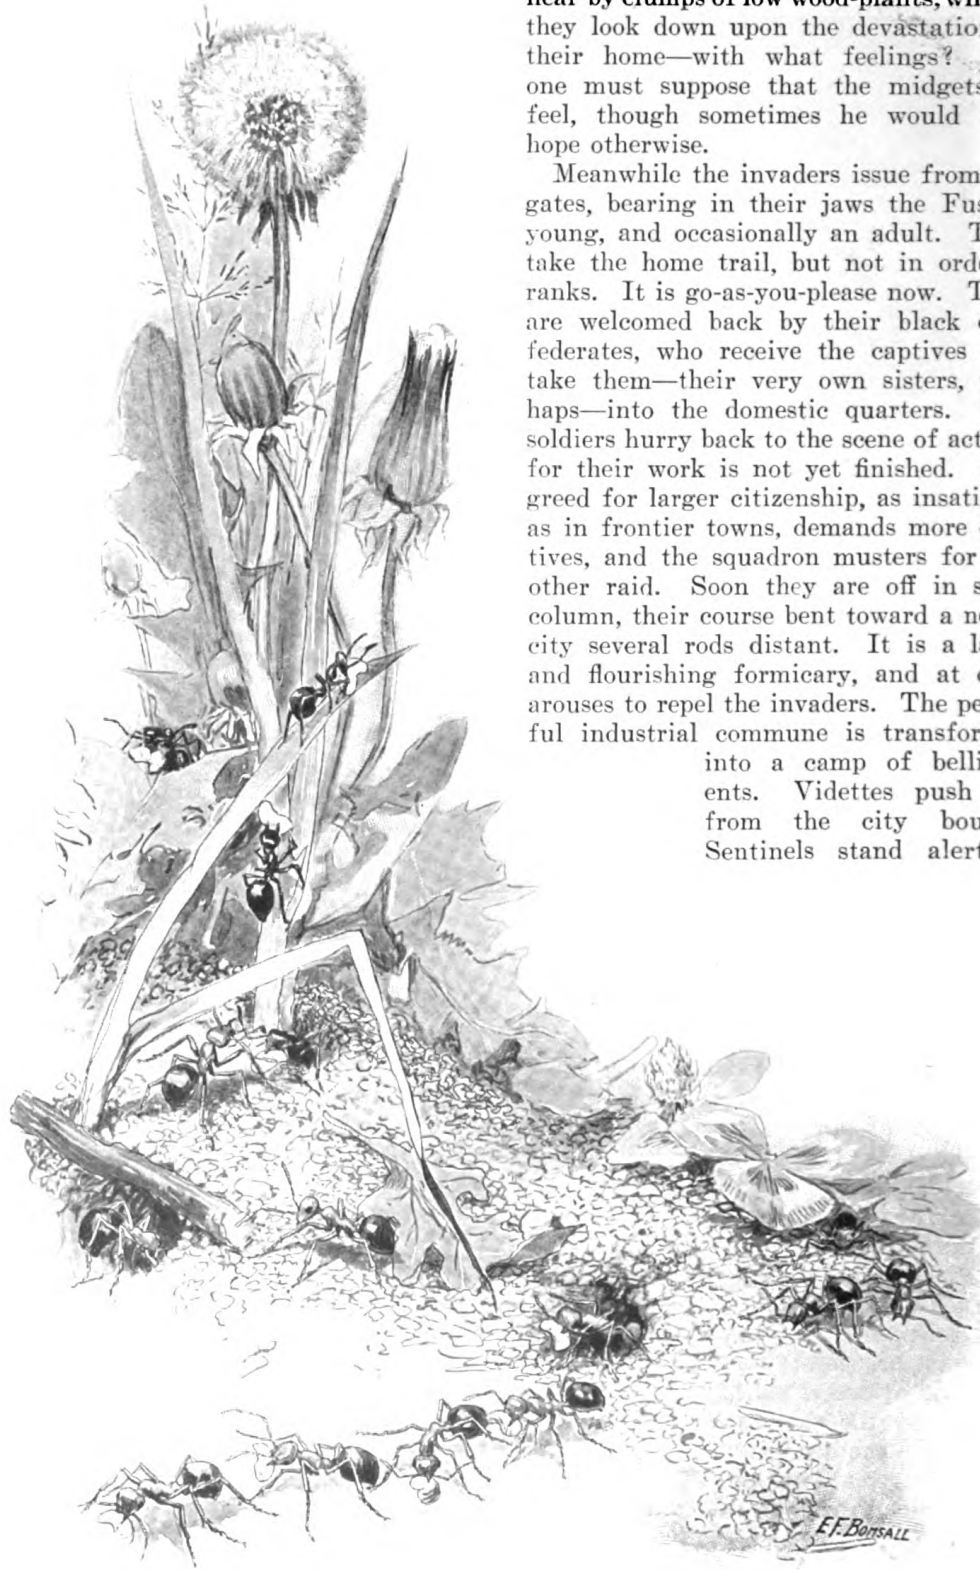 near by clumps of low wood-plants, whi
they look down upon the devastation
their home—with what feelings?
one must suppose that the midgets
feel, though sometimes he would
hope otherwise.
Meanwhile the invaders issue from
gates, bearing in their jaws the Fus
young, and occasionally an adult. T
take the home trail, but not in orde
ranks. It is go-as-you-please now. T
are welcomed back by their black c
federates, who receive the captives
take them—their very own sisters,
haps—into the domestic quarters.
soldiers hurry back to the scene of act
for their work is not yet finished.
greed for larger citizenship, as insati
as in frontier towns, demands more
tives, and the squadron musters for
other raid. Soon they are off in s
column, their course bent toward a n
city several rods distant. It is a l
and flourishing formicary, and at o
arouses to repel the invaders. The pe
ful industrial commune is transfor
into a camp of belli
ents. Videttes push
from the city bou
Sentinels stand alert
E.F. BONSALL